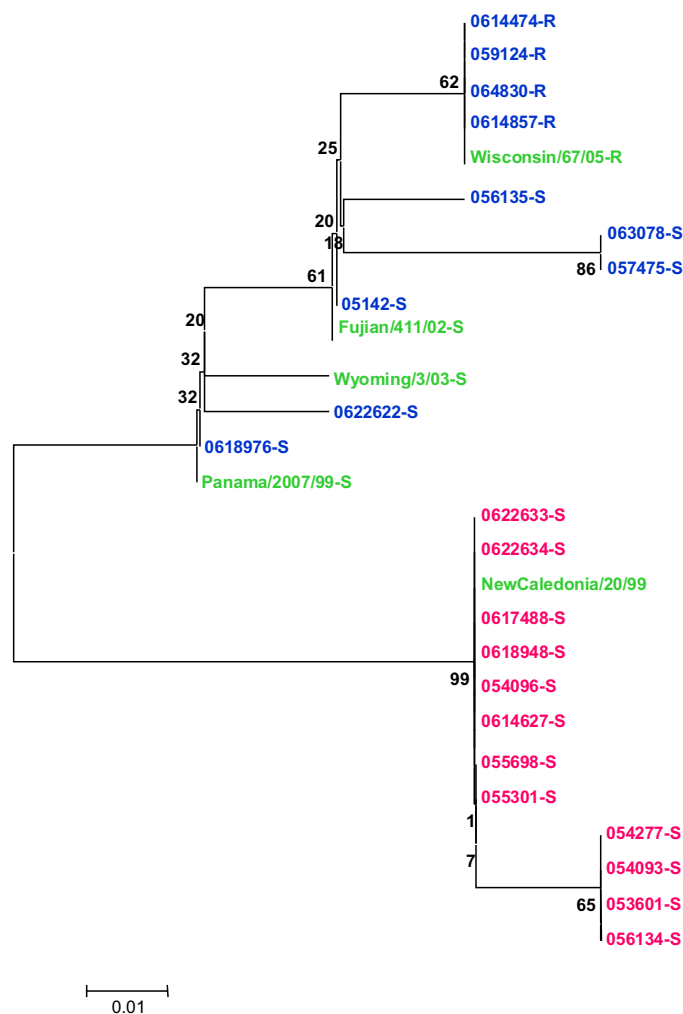 0614474-R
059124-R
62
064830-R
0614857-R
25
Wisconsin/67/05-R
056135-S
20
063078-S
18
86
057475-S
61
05142-S
20
Fujian/411/02-S
32
Wyoming/3/03-S
32
0622622-S
0618976-S
Panama/2007/99-S
0622633-S
0622634-S
NewCaledonia/20/99
0617488-S
0618948-S
99
054096-S
0614627-S
055698-S
055301-S
1
054277-S
7
054093-S
65
053601-S
056134-S
0.01